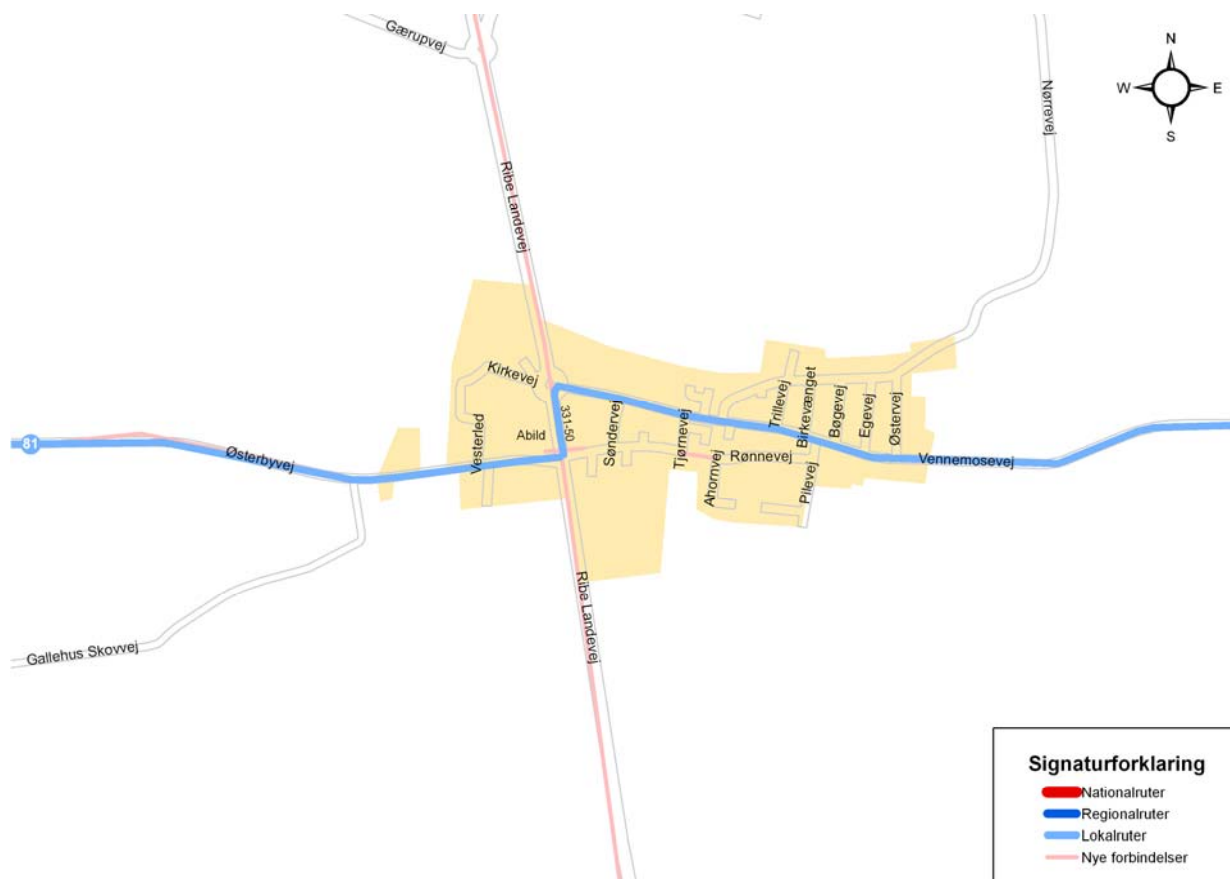 Gærupvej
N
W
E
S
Nørrevej
Ribe Landevej
Kirkevej
331-50
Abild
Vesterled
Søndervej
Tjørnevej
Trillevej
Birkevænget
Bøgevej
Egevej
Østervej
81
Østerbyvej
Ahornvej
Rønnevej
Pilevej
Vennemosevej
Ribe Landevej
Gallehus Skovvej
Signaturforklaring
Nationalruter
Regionalruter
Lokalruter
Nye forbindelser